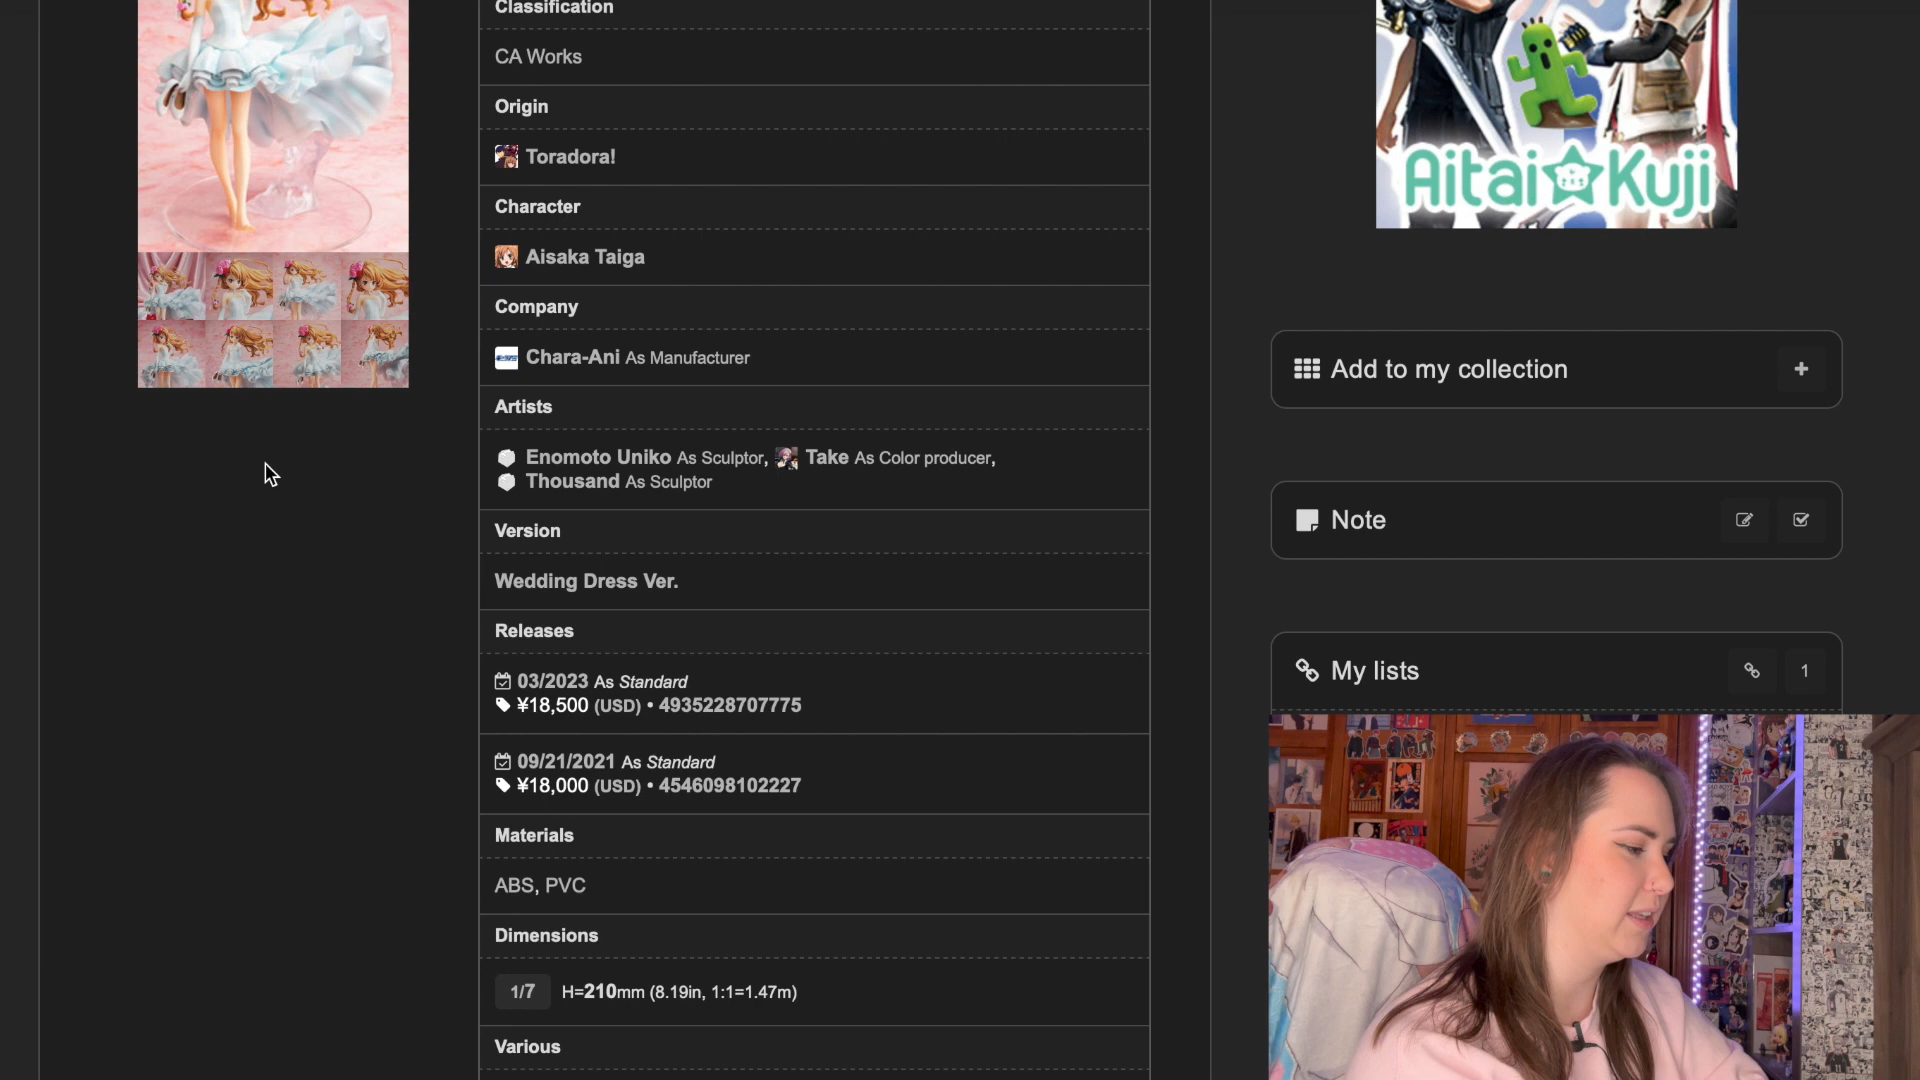 Classification
CA Works
Origin
Toradora!
Character
Aisaka Taiga
Company
Chara-Ani As Manufacturer
Artists
Enomoto Uniko As Sculptor, Take As Color producer,
Thousand As Sculptor
Version
Wedding Dress Ver.
Releases
03/2023 As Standard
¥18,500 (USD) • 4935228707775
09/21/2021 As Standard
¥18,000 (USD) • 4546098102227
Materials
ABS, PVC
Dimensions
1/7 H=210mm (8.19in, 1:1=1.47m)
Various
Aitai Kuji
Add to my collection +
Note
My lists 1